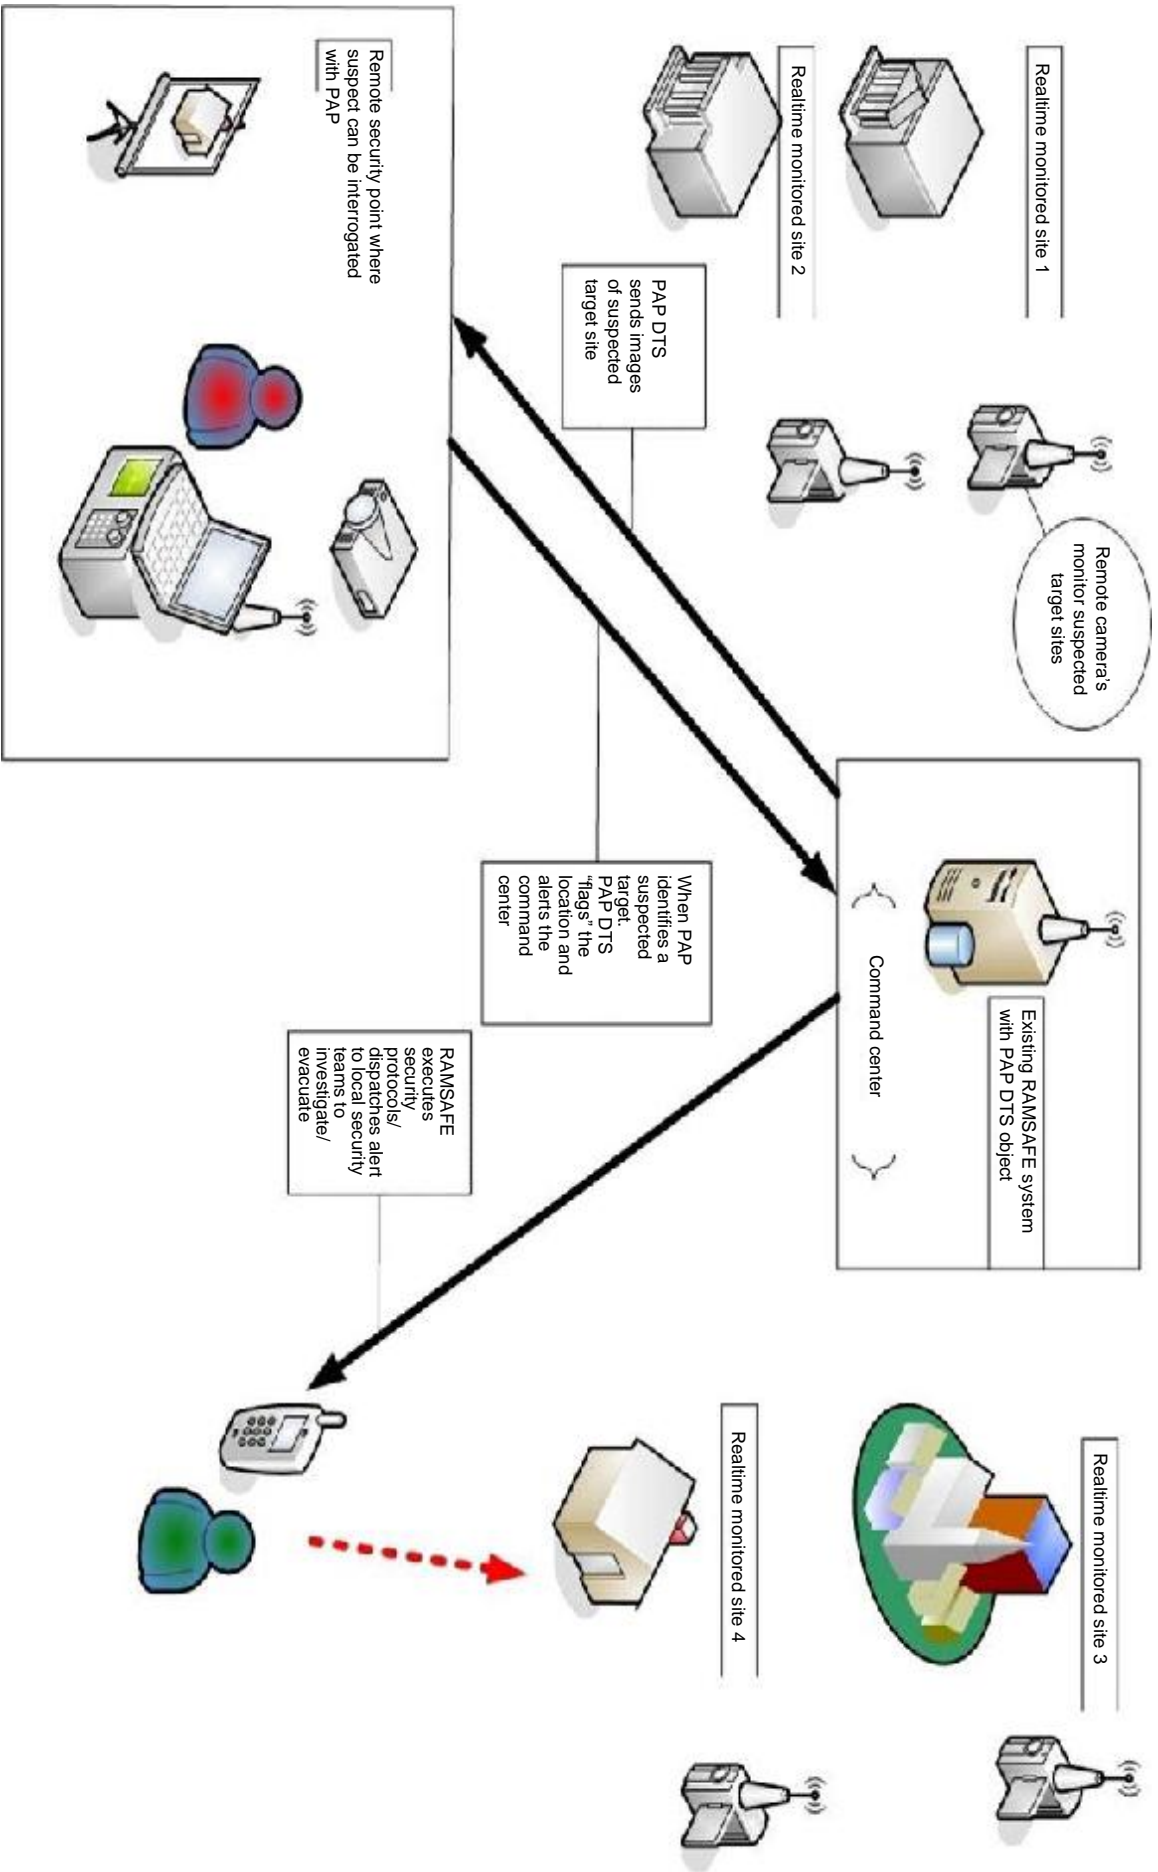 Realtime monitored site 1
Remote camera's
monitor suspected
target sites
Realtime monitored site 2
Existing RAMSAFE system
with PAP DTS object
Command center
Realtime monitored site 3
Realtime monitored site 4
PAP DTS
sends images
of suspected
target site
When PAP
identifies a
suspected
target.
PAP DTS
"flags" the
location and
alerts the
command
center
RAMSAFE
executes
security
protocols/
dispatches alert
to local security
teams to
investigate/
evacuate
Remote security point where
suspect can be interrogated
with PAP